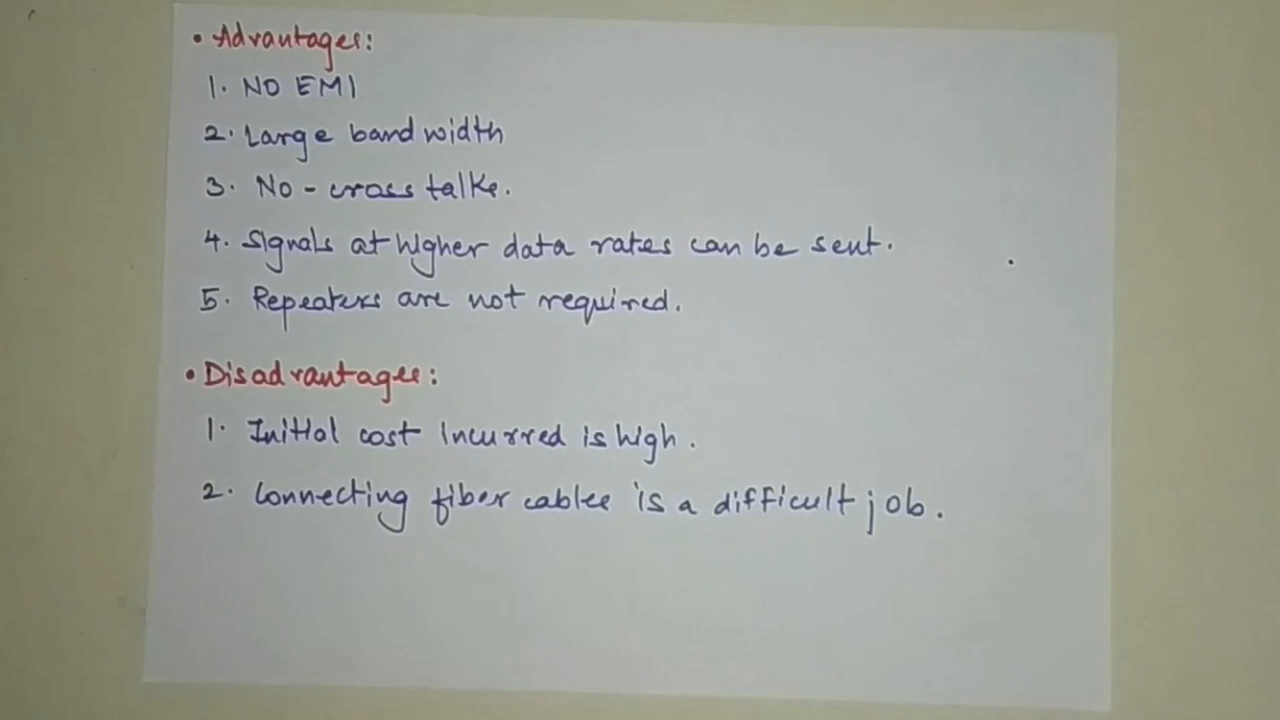 • Advantages:
1. NO EMI
2. Large band width
3. No - cross talke.
4. Signals at higher data rates can be sent.
5. Repeaters are not required.
• Disadvantages:
1. Initial cost incurred is high.
2. Connecting fiber cables is a difficult job.